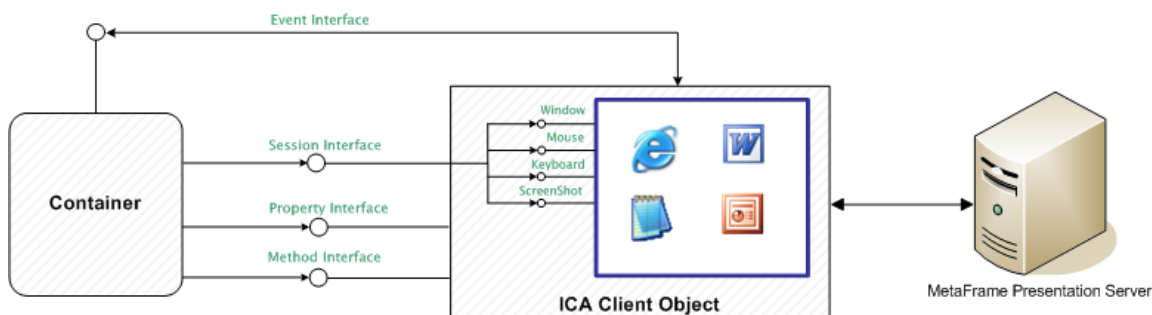 Event Interface
Window
Mouse
Session Interface
Keyboard
ScreenShot
Container
Property Interface
Method Interface
ICA Client Object
MetaFrame Presentation Server